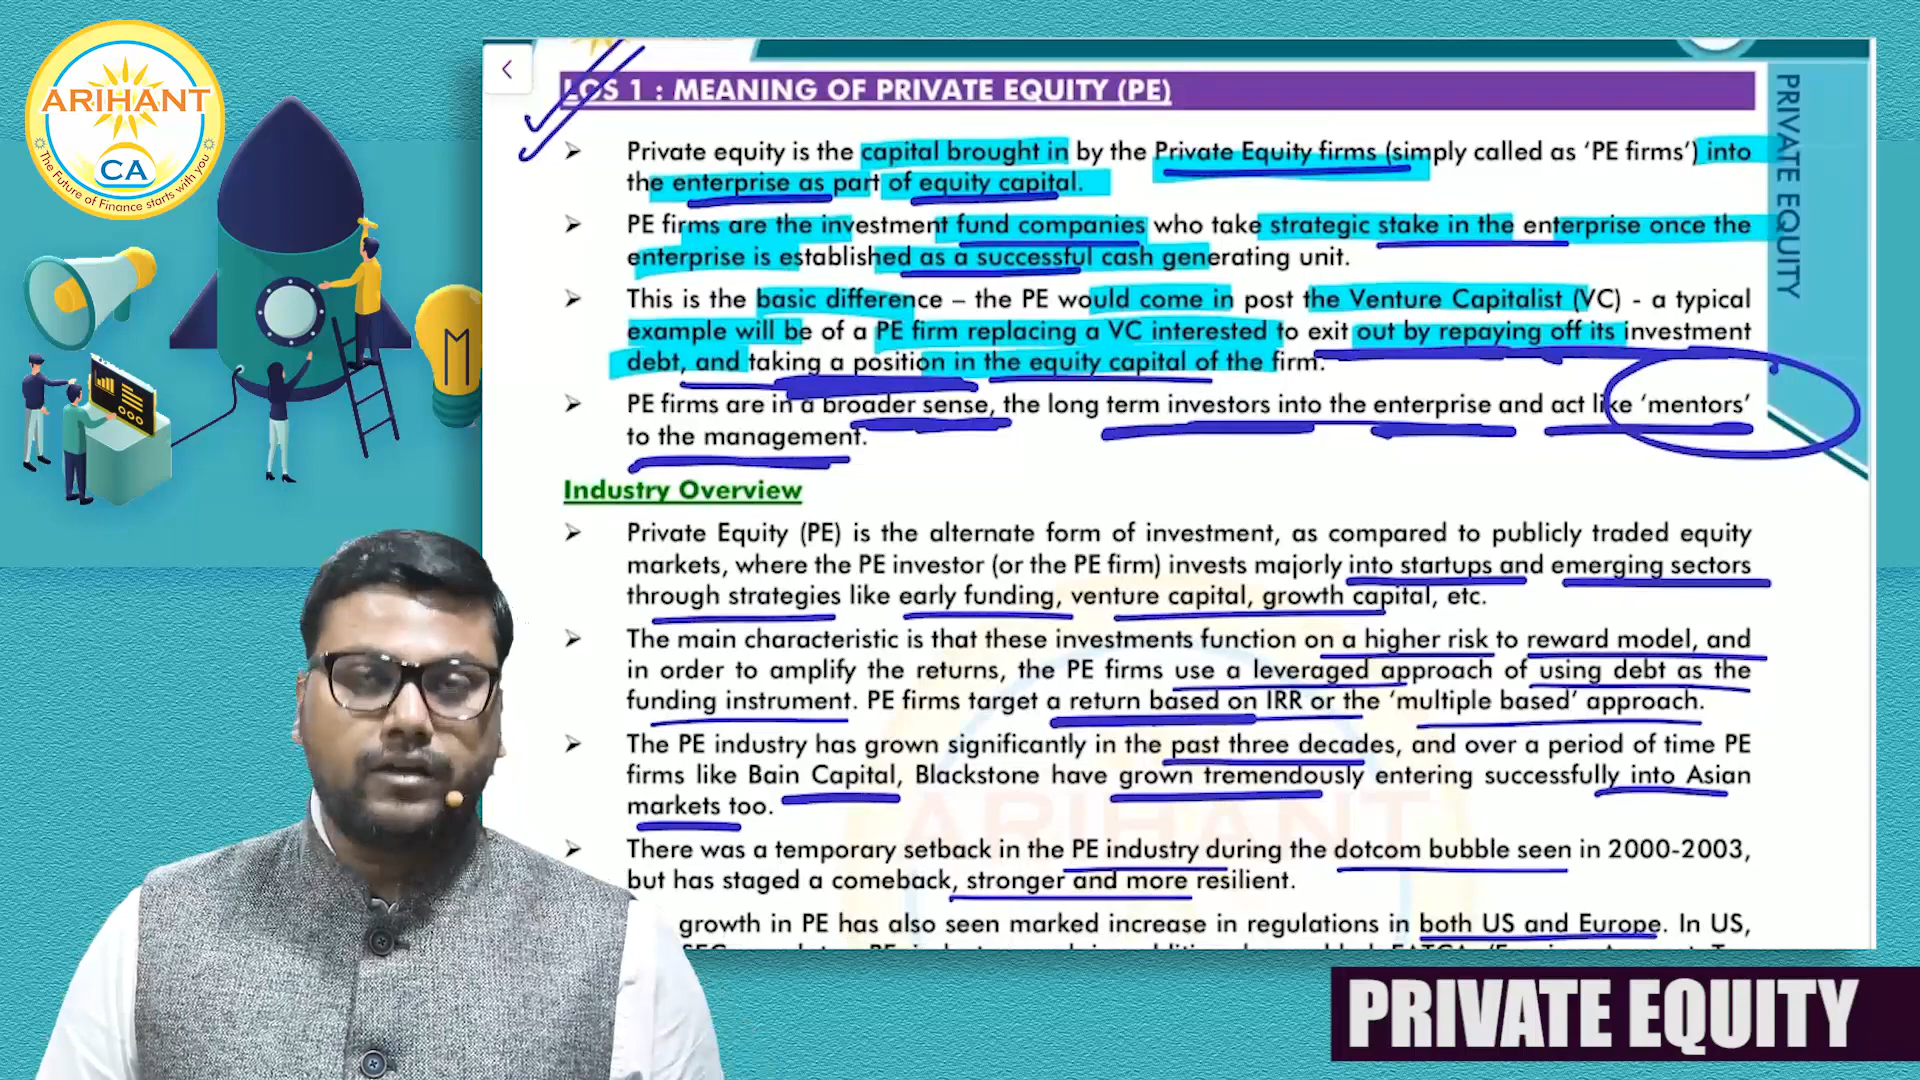 ARIHANT
CA
The Future of Finance starts with you
LOS 1 : MEANING OF PRIVATE EQUITY (PE)
PRIVATE EQUITY
➢ Private equity is the capital brought in by the Private Equity firms (simply called as ‘PE firms’) into
the enterprise as part of equity capital.
➢ PE firms are the investment fund companies who take strategic stake in the enterprise once the
enterprise is established as a successful cash generating unit.
➢ This is the basic difference – the PE would come in post the Venture Capitalist (VC) - a typical
example will be of a PE firm replacing a VC interested to exit out by repaying off its investment
debt, and taking a position in the equity capital of the firm.
➢ PE firms are in a broader sense, the long term investors into the enterprise and act like ‘mentors’
to the management.
Industry Overview
➢ Private Equity (PE) is the alternate form of investment, as compared to publicly traded equity
markets, where the PE investor (or the PE firm) invests majorly into startups and emerging sectors
through strategies like early funding, venture capital, growth capital, etc.
➢ The main characteristic is that these investments function on a higher risk to reward model, and
in order to amplify the returns, the PE firms use a leveraged approach of using debt as the
funding instrument. PE firms target a return based on IRR or the ‘multiple based’ approach.
➢ The PE industry has grown significantly in the past three decades, and over a period of time PE
firms like Bain Capital, Blackstone have grown tremendously entering successfully into Asian
markets too.
➢ There was a temporary setback in the PE industry during the dotcom bubble seen in 2000-2003,
but has staged a comeback, stronger and more resilient.
growth in PE has also seen marked increase in regulations in both US and Europe. In US,
ARIHANT
PRIVATE EQUITY